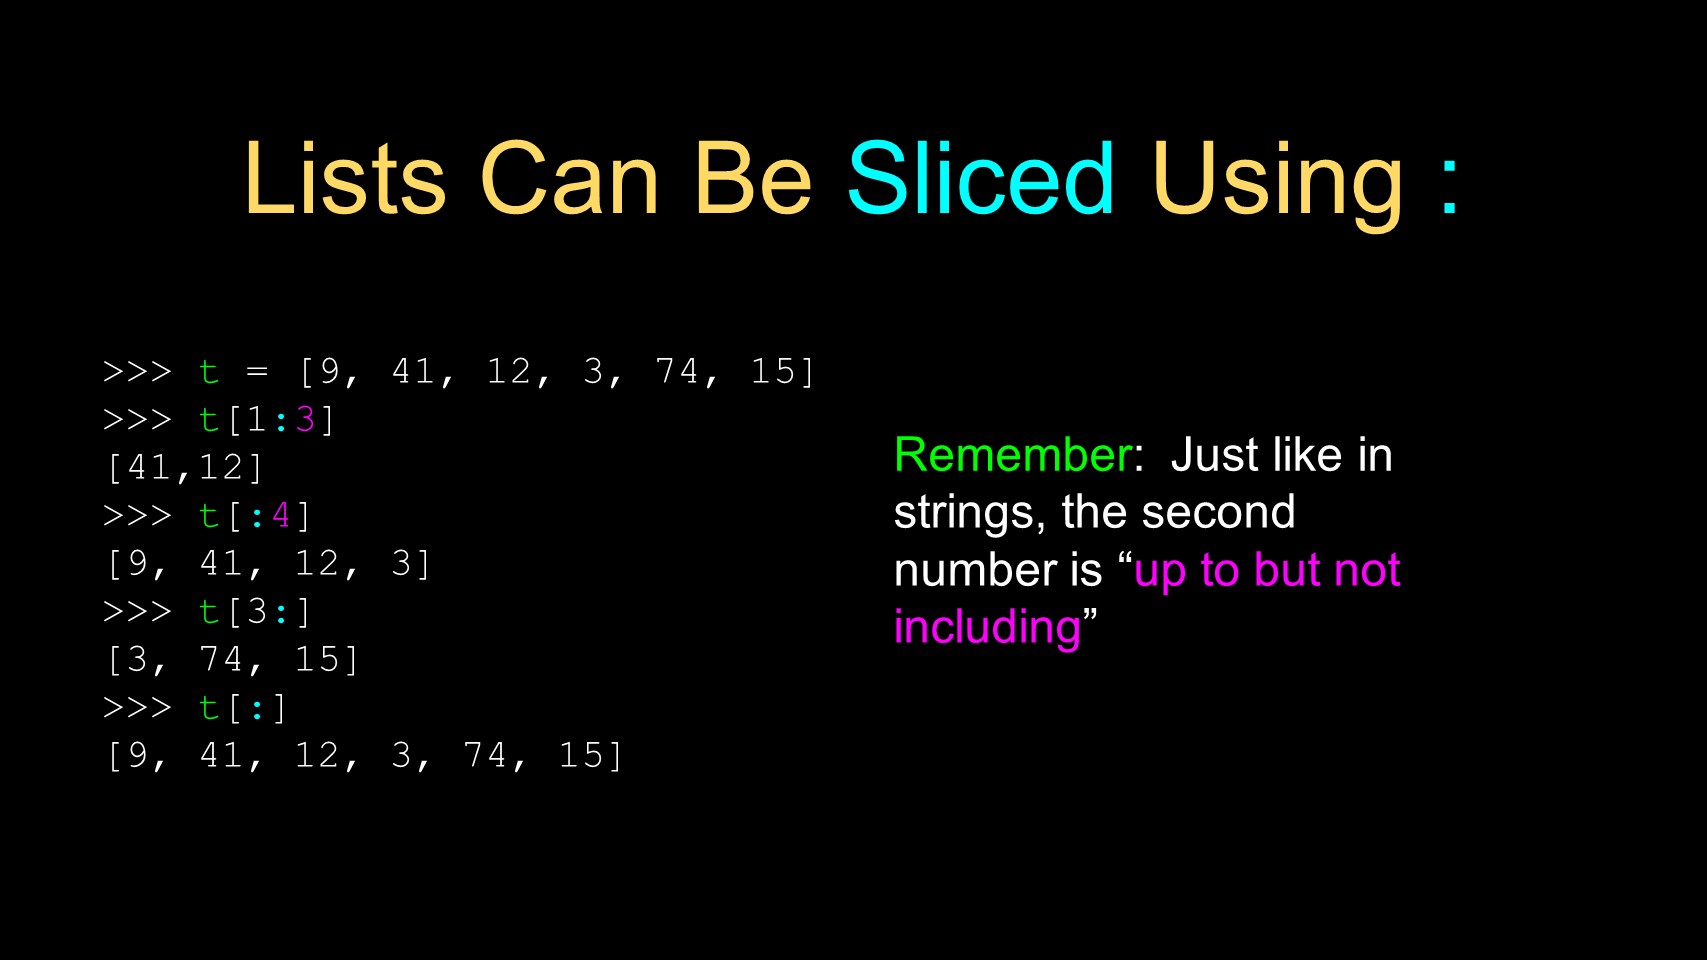 Lists Can Be Sliced Using :
>>> t = [9, 41, 12, 3, 74, 15]
>>> t[1:3]
[41,12]
>>> t[:4]
[9, 41, 12, 3]
>>> t[3:]
[3, 74, 15]
>>> t[:]
[9, 41, 12, 3, 74, 15]
Remember:  Just like in
strings, the second
number is “up to but not
including”